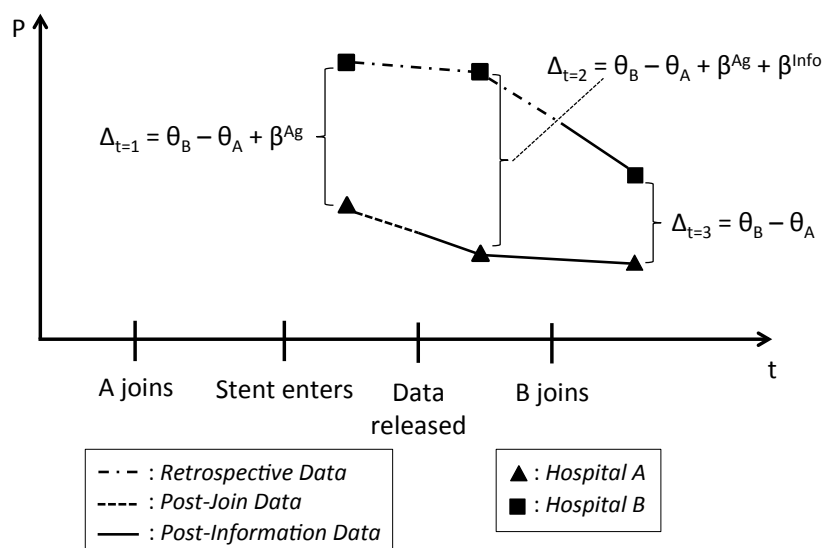 P
Δt=2 = θB – θA + βAg + βInfo
Δt=1 = θB – θA + βAg
Δt=3 = θB – θA
t
A joins
Stent enters
Data
released
B joins
: Retrospective Data
: Post-Join Data
: Post-Information Data
: Hospital A
: Hospital B